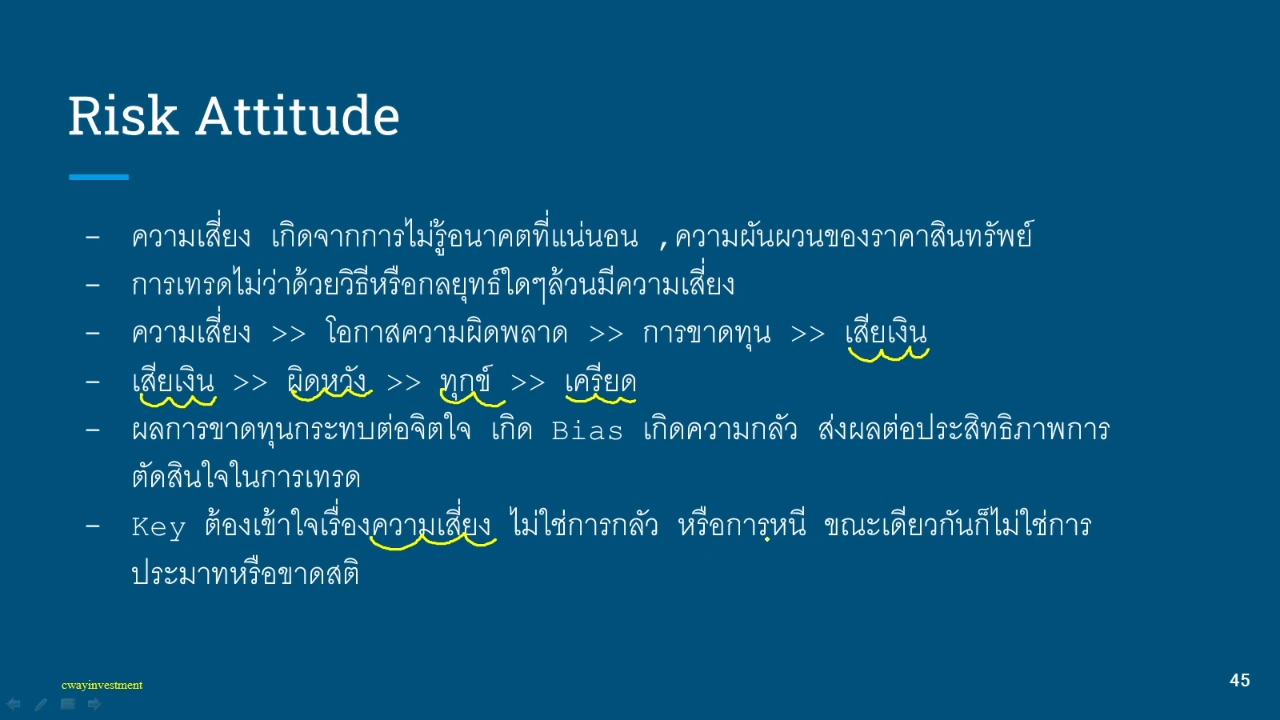 Risk Attitude
- ความเสี่ยง เกิดจากการไม่รู้อนาคตที่แน่นอน ,ความผันผวนของราคาสินทรัพย์
- การเทรดไม่ว่าด้วยวิธีหรือกลยุทธ์ใดๆล้วนมีความเสี่ยง
- ความเสี่ยง >> โอกาสความผิดพลาด >> การขาดทุน >> เสียเงิน
- เสียเงิน >> ผิดหวัง >> ทุกข์ >> เครียด
- ผลการขาดทุนกระทบต่อจิตใจ เกิด Bias เกิดความกลัว ส่งผลต่อประสิทธิภาพการ
ตัดสินใจในการเทรด
- Key ต้องเข้าใจเรื่องความเสี่ยง ไม่ใช่การกลัว หรือการหนี ขณะเดียวกันก็ไม่ใช่การ
ประมาทหรือขาดสติ
cwayinvestment
45